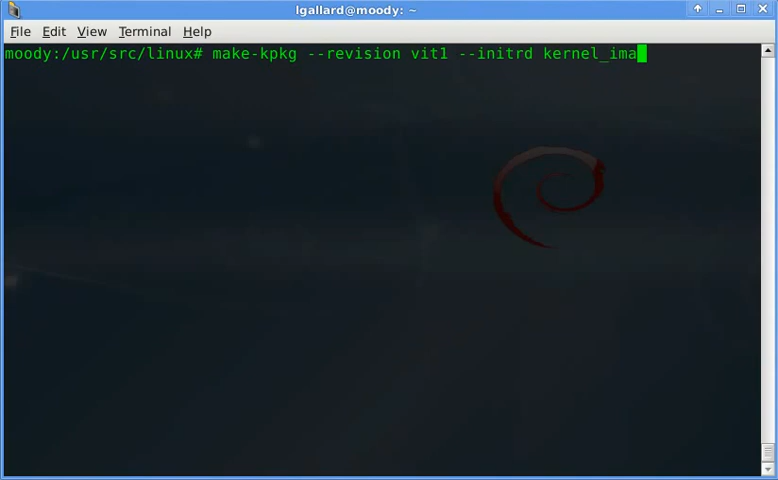 lgallard@moody: ~
File Edit View Terminal Help
moody:/usr/src/linux# make-kpkg --revision vit1 --initrd kernel_ima